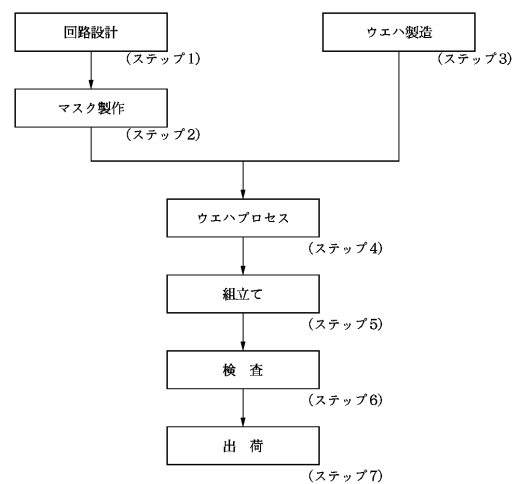 回路設計
(ステップ1)
ウエハ製造
(ステップ3)
マスク製作
(ステップ2)
ウエハプロセス
(ステップ4)
組立て
(ステップ5)
検 査
(ステップ6)
出 荷
(ステップ7)